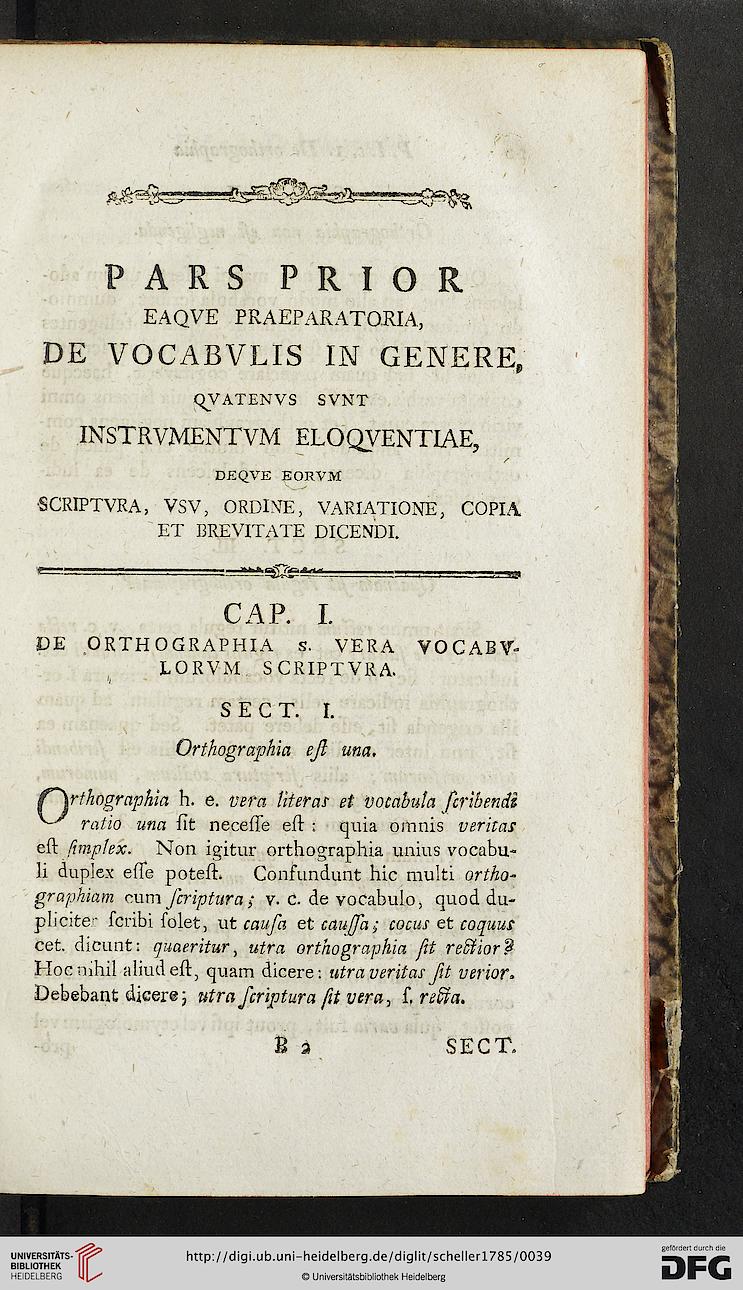 PARS PRIOR
EAQVE PRAEPARATORIA,
DE VOCABVLIS IN GENERE,
QVATENVS SVNT
INSTRVMENTVM ELOQVENTIAE,
DEQVE EORVM
SCRIPTVRA, VSV, ORDINE, VARIATIONE, COPIA
ET BREVITATE DICENDI.
CAP. I.
DE ORTHOGRAPHIA s. VERA VOCABV-
LORVM SCRIPTVRA.
SECT. I.
Orthographia eſt una.
Orthographia h. e. vera literas et vocabula ſcribendi
ratio una ſit neceſſe eſt : quia omnis veritas
eſt ſimplex. Non igitur orthographia unius vocabu-
li duplex eſſe poteſt. Confundunt hic multi ortho-
graphiam cum ſcriptura; v. c. de vocabulo, quod du-
pliciter ſcribi ſolet, ut cauſa et cauſſa; cocus et coquus
cet. dicunt: quaeritur, utra orthographia ſit rectior?
Hoc nihil aliud eſt, quam dicere: utra veritas ſit verior.
Debebant dicere; utra ſcriptura ſit vera, ſ. recta.
B 2 SECT.
UNIVERSITÄTS-
BIBLIOTHEK
HEIDELBERG
http://digi.ub.uni-heidelberg.de/diglit/scheller1785/0039
© Universitätsbibliothek Heidelberg
gefördert durch die
DFG